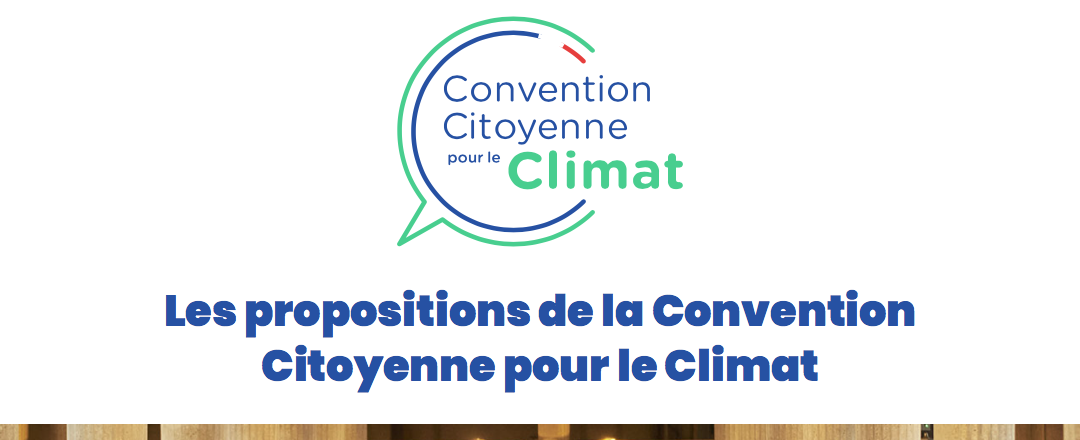 Convention
Citoyenne
pour le Climat
Les propositions de la Convention
Citoyenne pour le Climat